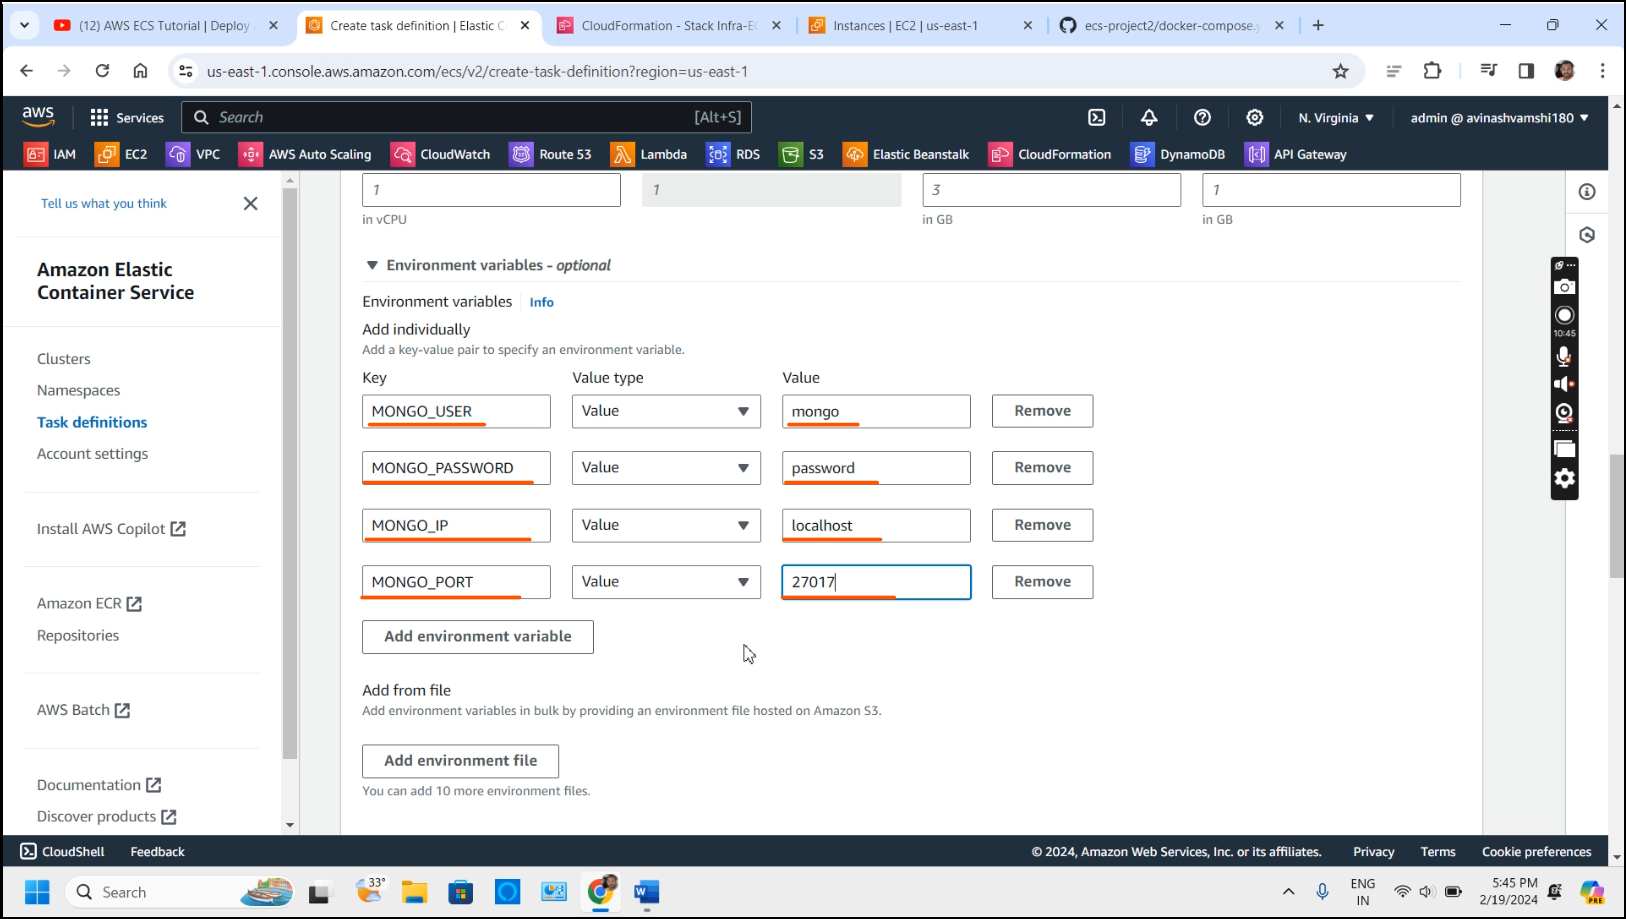 (12) AWS ECS Tutorial | Deploy
Create task definition | Elastic C
CloudFormation - Stack Infra-E
Instances | EC2 | us-east-1
ecs-project2/docker-compose.y
us-east-1.console.aws.amazon.com/ecs/v2/create-task-definition?region=us-east-1
aws
Services
Search
[Alt+S]
N. Virginia
admin @ avinashvamshi180
IAM
EC2
VPC
AWS Auto Scaling
CloudWatch
Route 53
Lambda
RDS
S3
Elastic Beanstalk
CloudFormation
DynamoDB
API Gateway
Tell us what you think
Amazon Elastic
Container Service
Clusters
Namespaces
Task definitions
Account settings
Install AWS Copilot
Amazon ECR
Repositories
AWS Batch
Documentation
Discover products
1
1
3
1
in vCPU
in GB
in GB
Environment variables - optional
Environment variables
Info
Add individually
Add a key-value pair to specify an environment variable.
Key
Value type
Value
MONGO_USER
Value
mongo
Remove
MONGO_PASSWORD
Value
password
Remove
MONGO_IP
Value
localhost
Remove
MONGO_PORT
Value
27017
Remove
Add environment variable
Add from file
Add environment variables in bulk by providing an environment file hosted on Amazon S3.
Add environment file
You can add 10 more environment files.
10:45
CloudShell
Feedback
© 2024, Amazon Web Services, Inc. or its affiliates.
Privacy
Terms
Cookie preferences
Search
33°
W
ENG
IN
5:45 PM
2/19/2024
PRE